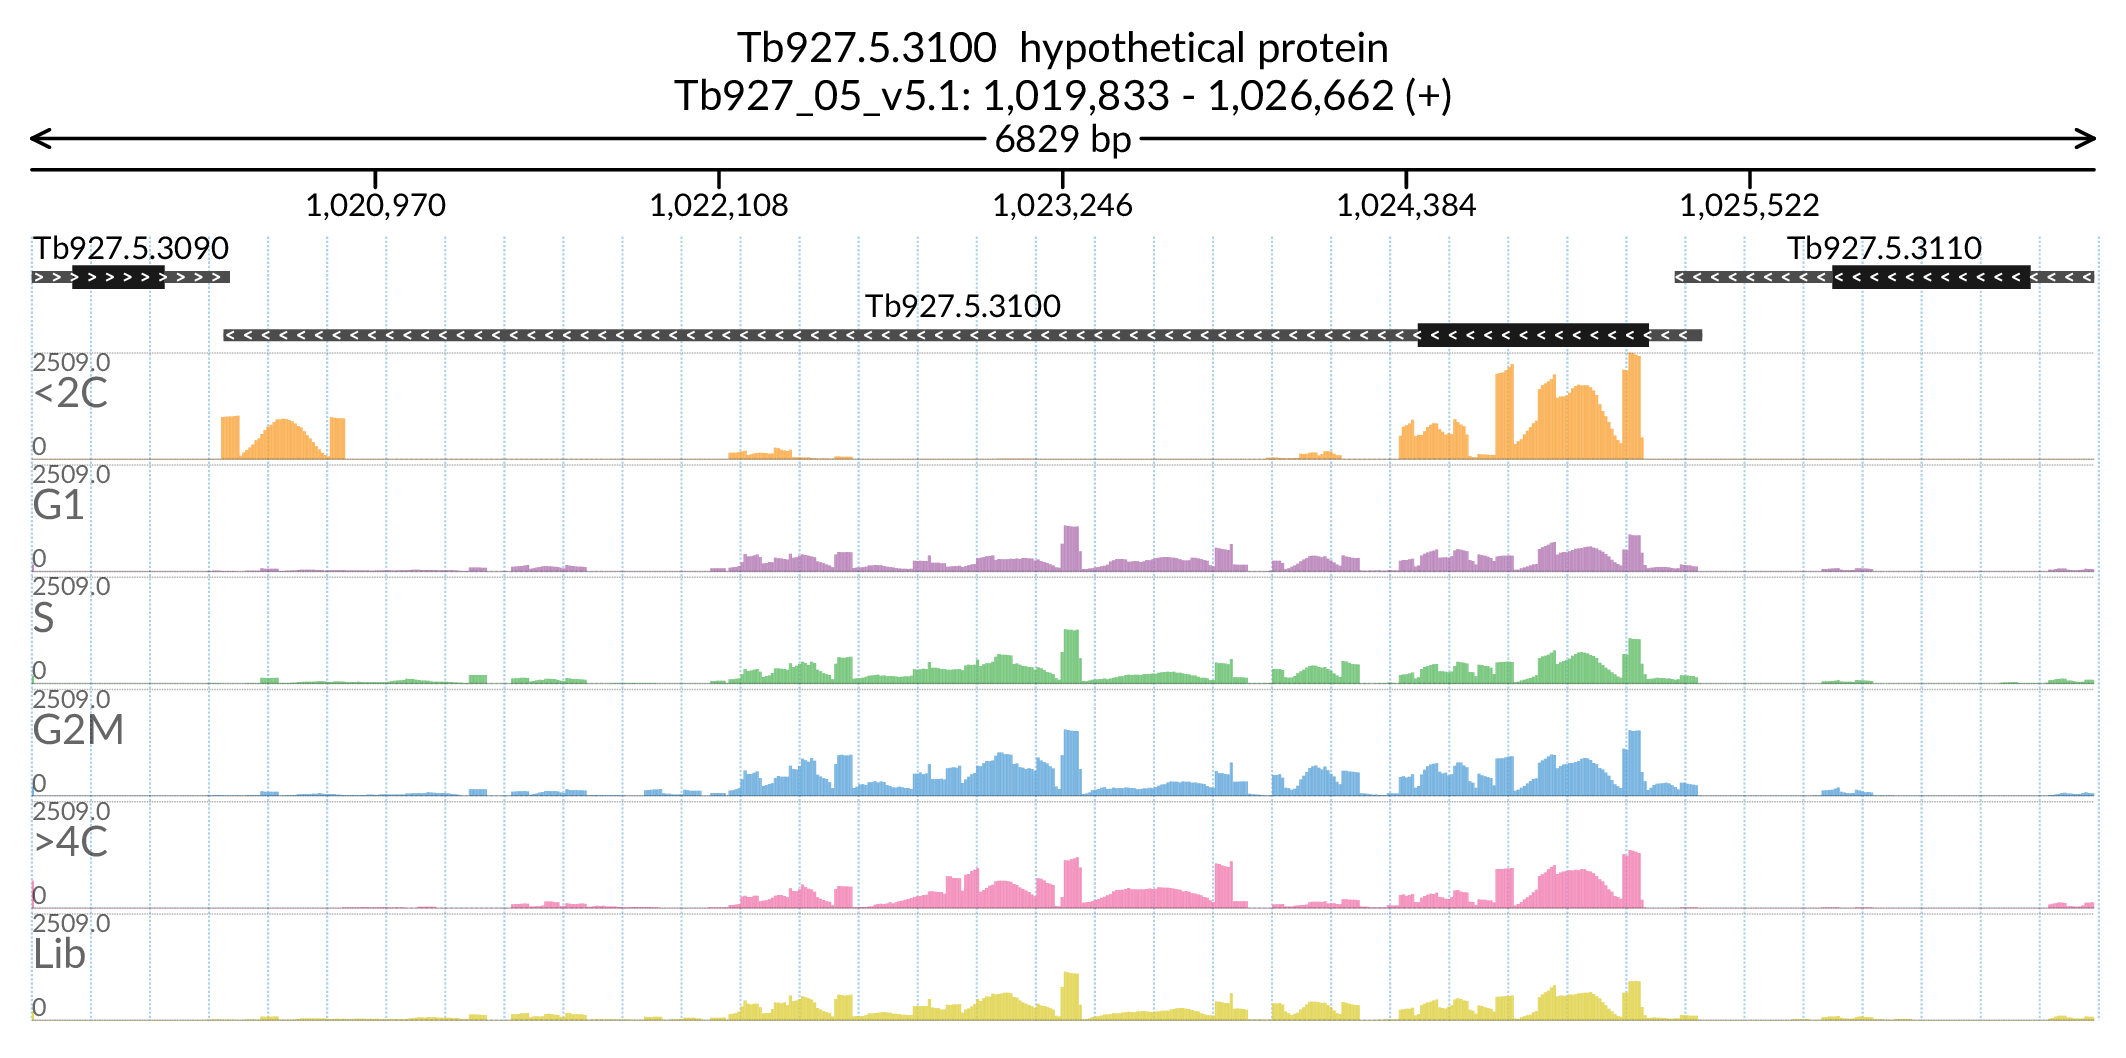 Tb927.5.3100  hypothetical protein
Tb927_05_v5.1: 1,019,833 - 1,026,662 (+)
6829 bp
1,020,970 1,022,108 1,023,246 1,024,384 1,025,522
Tb927.5.3090 Tb927.5.3110
Tb927.5.3100
2509.0
<2C
0
2509.0
G1
0
2509.0
S
0
2509.0
G2M
0
2509.0
>4C
0
2509.0
Lib
0